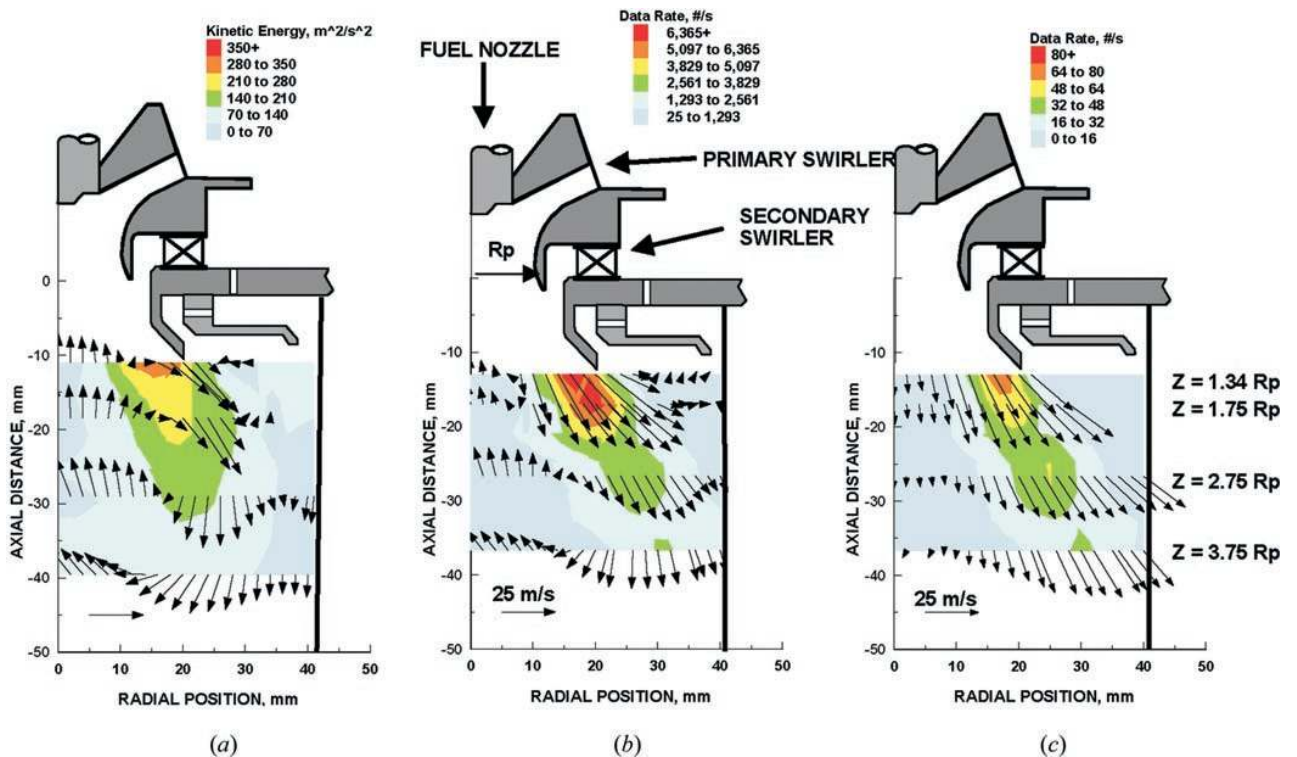 Kinetic Energy, m^2/s^2
350+
280 to 350
210 to 280
140 to 210
70 to 140
0 to 70
0
-10
-20
-30
-40
-50
AXIAL DISTANCE, mm
0 10 20 30 40 50
RADIAL POSITION, mm
(a)
Data Rate, #/s
6,365+
5,097 to 6,365
3,829 to 5,097
2,561 to 3,829
1,293 to 2,561
25 to 1,293
FUEL NOZZLE
PRIMARY SWIRLER
SECONDARY
SWIRLER
Rp
-10
-20
-30
-40
-50
AXIAL DISTANCE, mm
25 m/s
0 10 20 30 40 50
RADIAL POSITION, mm
(b)
Data Rate, #/s
80+
64 to 80
48 to 64
32 to 48
16 to 32
0 to 16
-10
-20
-30
-40
-50
AXIAL DISTANCE, mm
Z = 1.34 Rp
Z = 1.75 Rp
Z = 2.75 Rp
Z = 3.75 Rp
25 m/s
0 10 20 30 40 50
RADIAL POSITION, mm
(c)